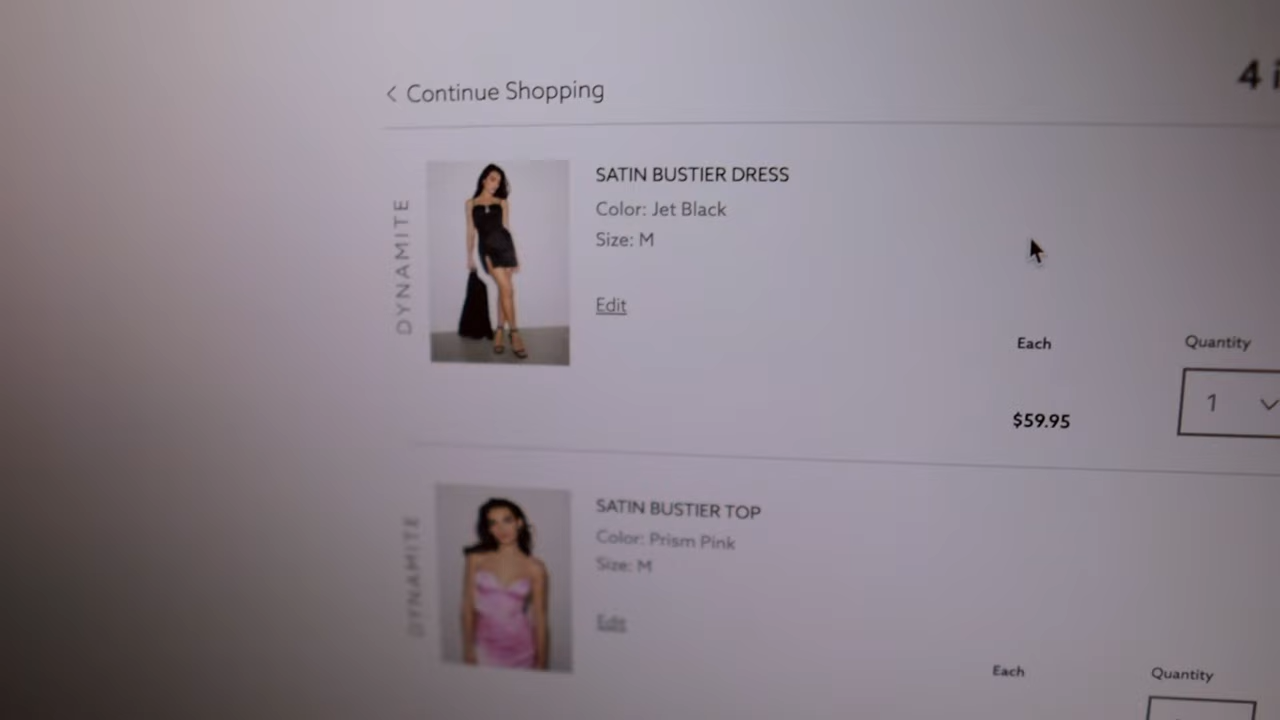 4
< Continue Shopping
DYNAMITE
SATIN BUSTIER DRESS
Color: Jet Black
Size: M
Edit
Each
Quantity
1
$59.95
DYNAMITE
SATIN BUSTIER TOP
Color: Prism Pink
Size: M
Edit
Each
Quantity